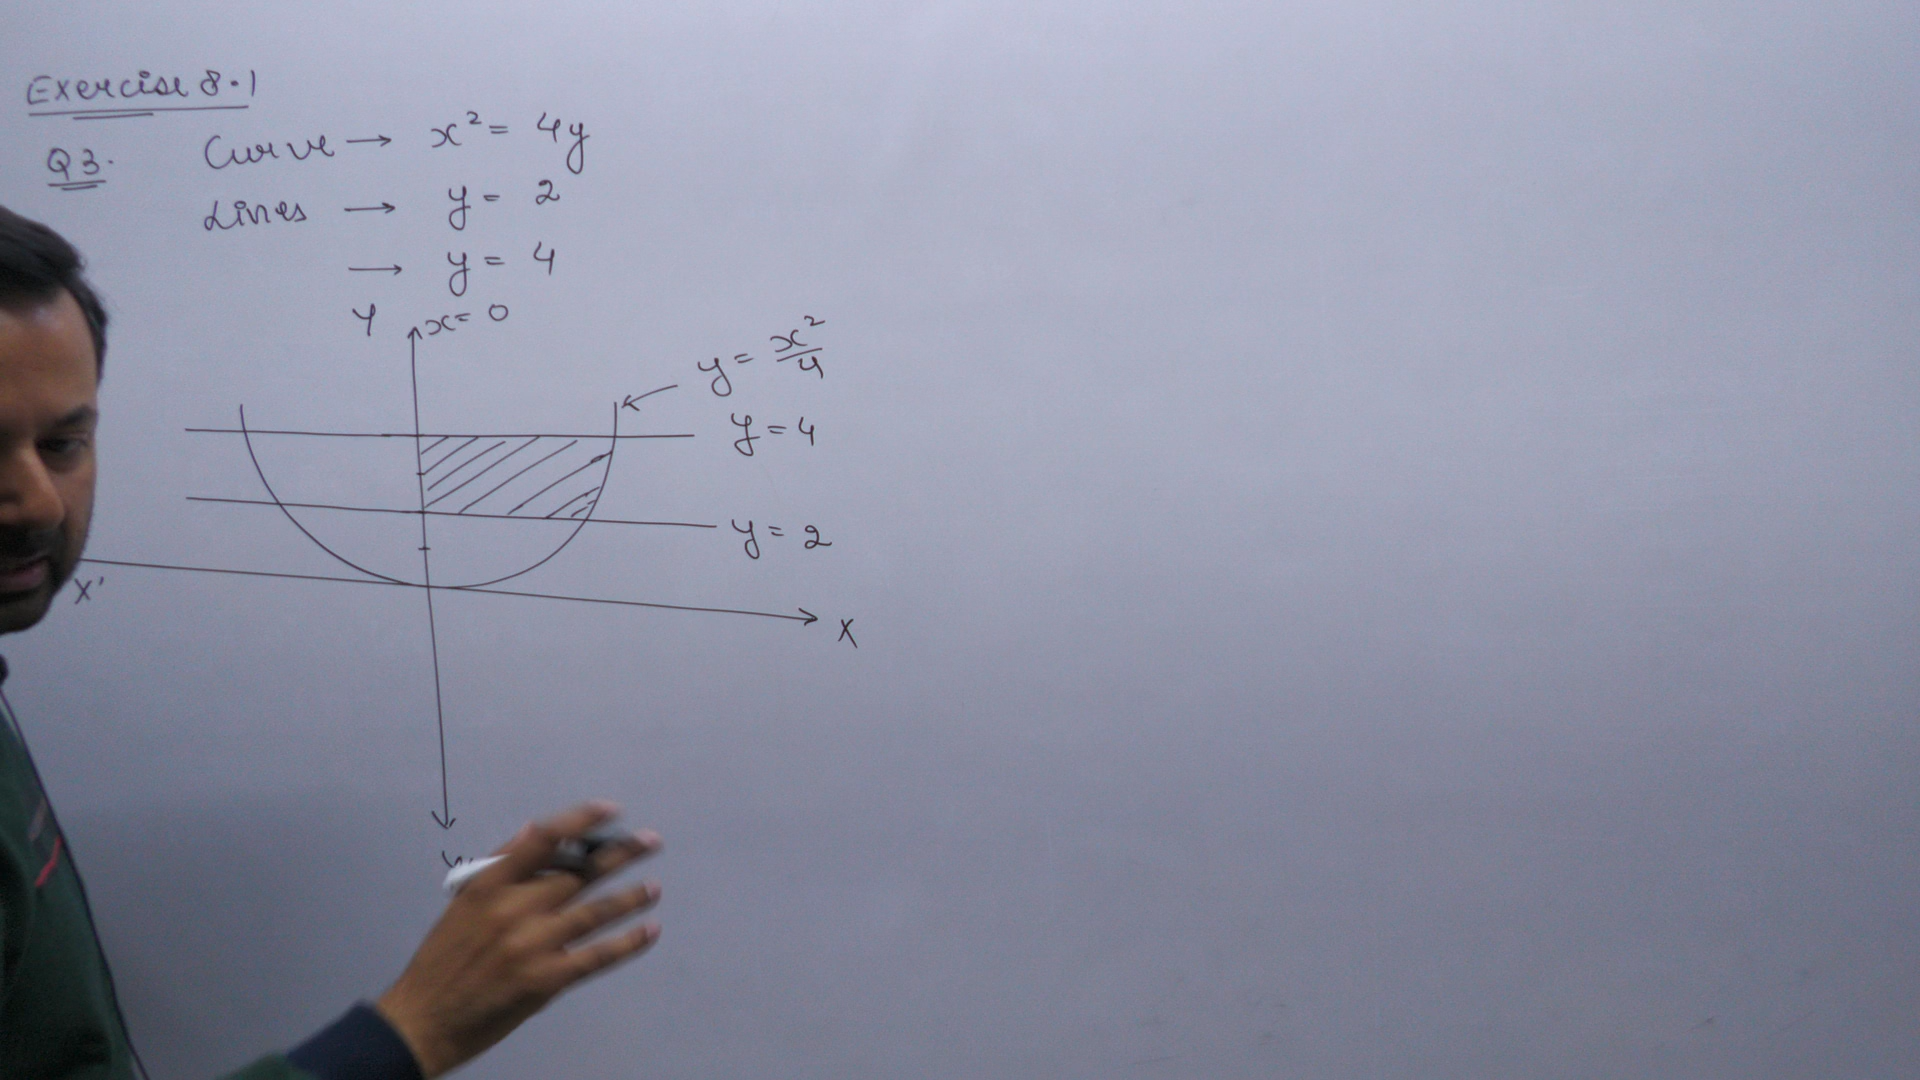 Exercise 8.1
Q3. Curve → x² = 4y
Lines → y = 2
→ y = 4
Y x = 0
y = x²/4
y = 4
y = 2
X'
X